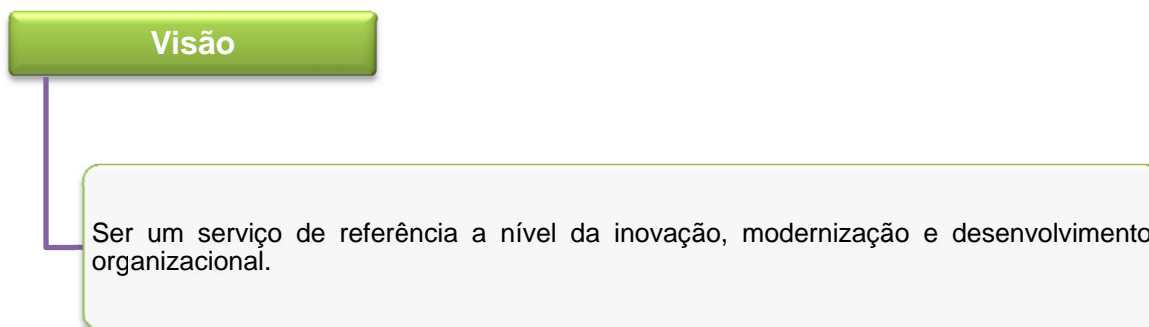 Visão
Ser um serviço de referência a nível da inovação, modernização e desenvolvimento
organizacional.